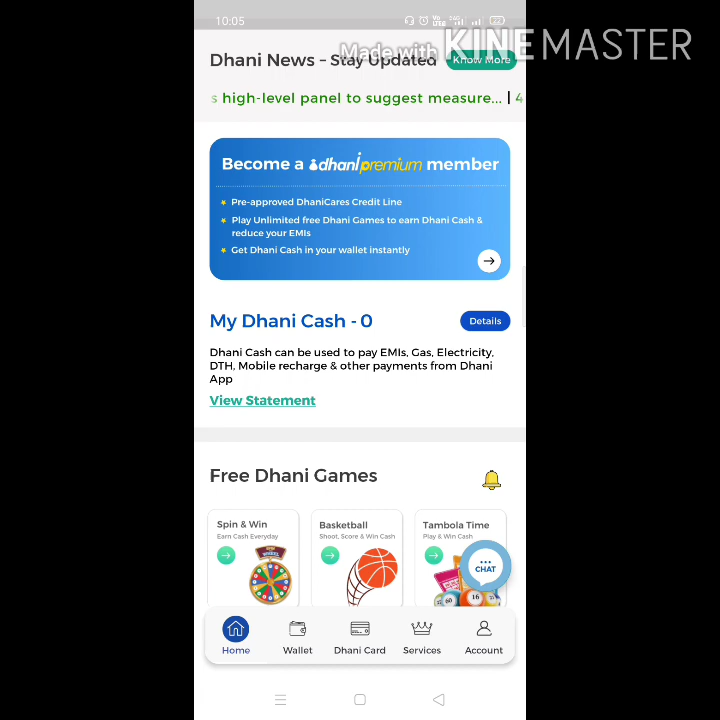 10:05
22
Made with KINEMASTER
Dhani News – Stay Updated
Know More
s high-level panel to suggest measure... | 4
Become a dhani premium member
Pre-approved DhaniCares Credit Line
Play Unlimited free Dhani Games to earn Dhani Cash &
reduce your EMIs
Get Dhani Cash in your wallet instantly
My Dhani Cash - 0
Details
Dhani Cash can be used to pay EMIs, Gas, Electricity,
DTH, Mobile recharge & other payments from Dhani
App
View Statement
Free Dhani Games
Spin & Win
Earn Cash Everyday
Basketball
Shoot, Score & Win Cash
Tambola Time
Play & Win Cash
CHAT
Home
Wallet
Dhani Card
Services
Account